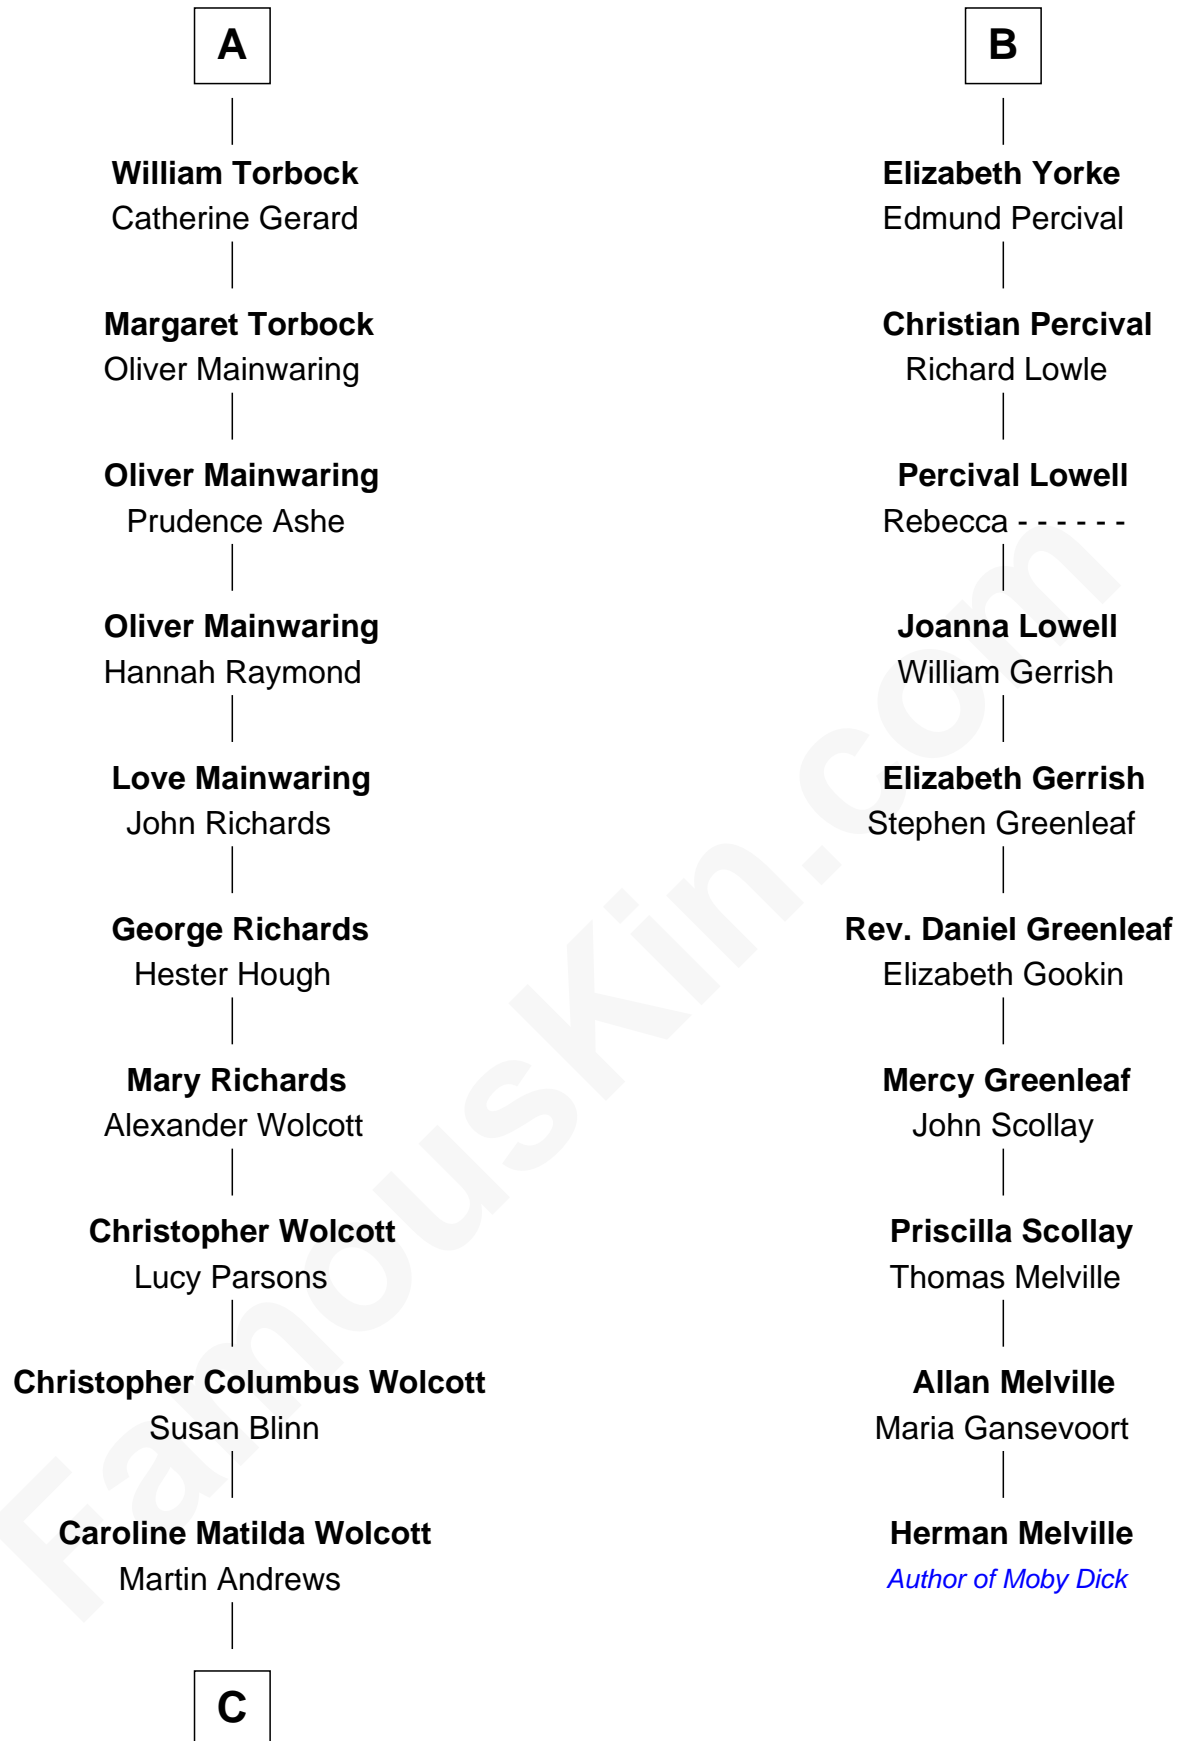 A
William Torbock
Catherine Gerard
Margaret Torbock
Oliver Mainwaring
Oliver Mainwaring
Prudence Ashe
Oliver Mainwaring
Hannah Raymond
Love Mainwaring
John Richards
George Richards
Hester Hough
Mary Richards
Alexander Wolcott
Christopher Wolcott
Lucy Parsons
Christopher Columbus Wolcott
Susan Blinn
Caroline Matilda Wolcott
Martin Andrews
C
B
Elizabeth Yorke
Edmund Percival
Christian Percival
Richard Lowle
Percival Lowell
Rebecca - - - - - -
Joanna Lowell
William Gerrish
Elizabeth Gerrish
Stephen Greenleaf
Rev. Daniel Greenleaf
Elizabeth Gookin
Mercy Greenleaf
John Scollay
Priscilla Scollay
Thomas Melville
Allan Melville
Maria Gansevoort
Herman Melville
Author of Moby Dick
FamousKin.com